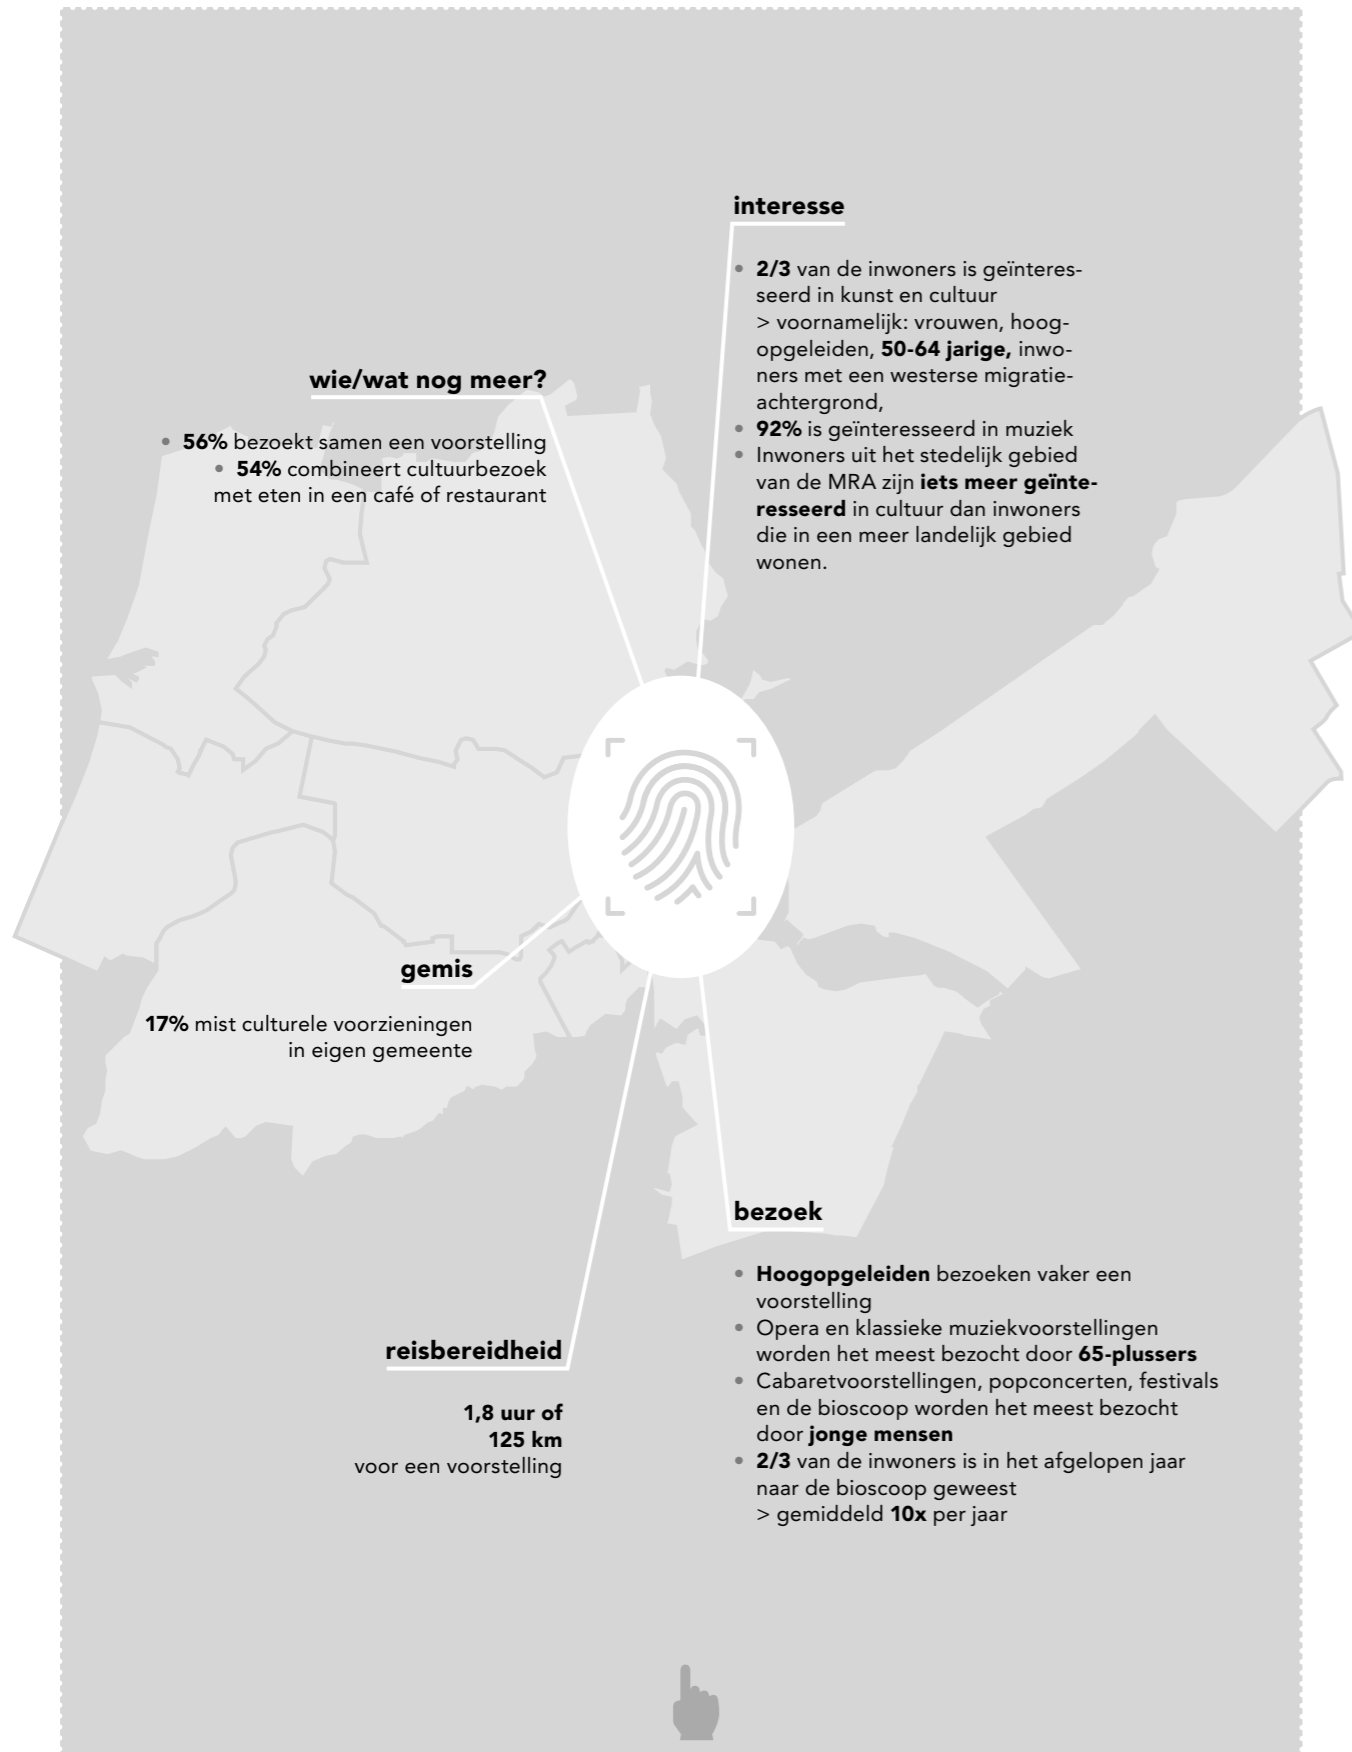 interesse
• 2/3 van de inwoners is geïnteres-
seerd in kunst en cultuur
> voornamelijk: vrouwen, hoog-
opgeleiden, 50-64 jarige, inwo-
ners met een westerse migratie-
achtergrond,
• 92% is geïnteresseerd in muziek
• Inwoners uit het stedelijk gebied
van de MRA zijn iets meer geïnte-
resseerd in cultuur dan inwoners
die in een meer landelijk gebied
wonen.
wie/wat nog meer?
• 56% bezoekt samen een voorstelling
• 54% combineert cultuurbezoek
met eten in een café of restaurant
gemis
17% mist culturele voorzieningen
in eigen gemeente
reisbereidheid
1,8 uur of
125 km
voor een voorstelling
bezoek
• Hoogopgeleiden bezoeken vaker een
voorstelling
• Opera en klassieke muziekvoorstellingen
worden het meest bezocht door 65-plussers
• Cabaretvoorstellingen, popconcerten, festivals
en de bioscoop worden het meest bezocht
door jonge mensen
• 2/3 van de inwoners is in het afgelopen jaar
naar de bioscoop geweest
> gemiddeld 10x per jaar